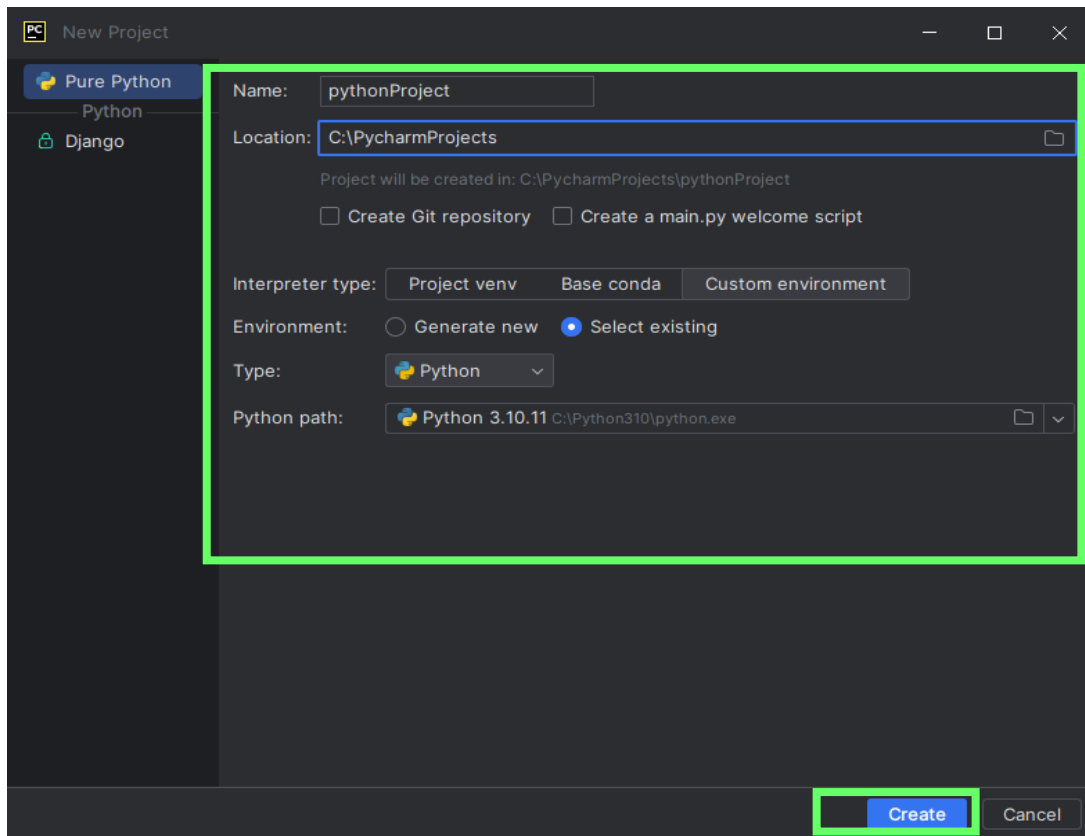 PC New Project
Pure Python
Python
Django
Name: pythonProject
Location: C:\PycharmProjects
Project will be created in: C:\PycharmProjects\pythonProject
Create Git repository Create a main.py welcome script
Interpreter type: Project venv Base conda Custom environment
Environment: Generate new Select existing
Type: Python
Python path: Python 3.10.11 C:\Python310\python.exe
Create Cancel